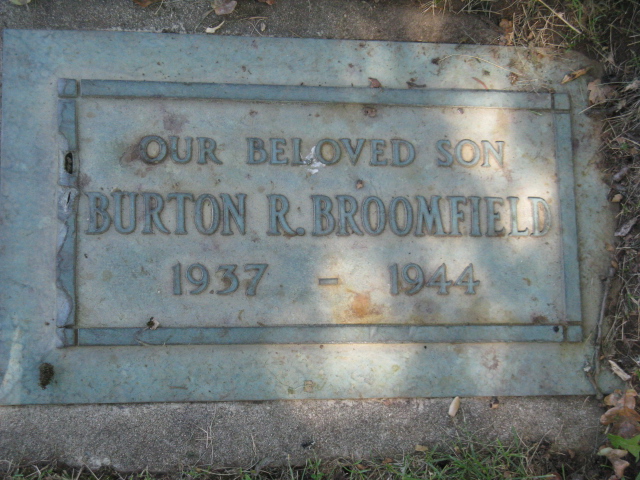 OUR BELOVED SON
BURTON R. BROOMFIELD
1937 - 1944